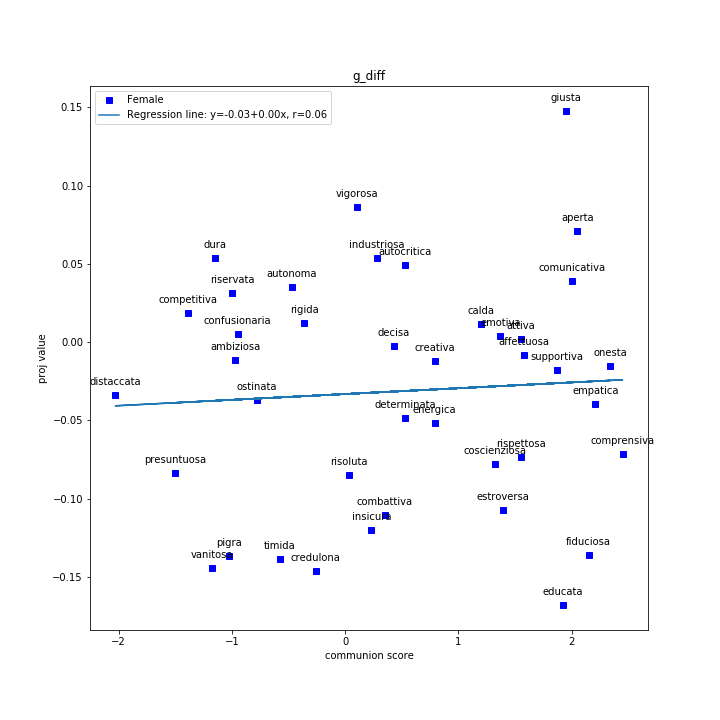 g_diff
Female
Regression line: y=-0.03+0.00x, r=0.06
giusta
vigorosa
aperta
dura
industriosa
autocritica
comunicativa
riservata
autonoma
competitiva
rigida
calda
confusionaria
emotiva
attiva
decisa
ambiziosa
creativa
affettuosa
supportiva
onesta
distaccata
ostinata
empatica
determinata
energica
presuntuosa
risoluta
coscienziosa
rispettosa
comprensiva
combattiva
estroversa
insicura
pigra
vanitosa
timida
credulona
fiduciosa
educata
0.15
0.10
0.05
0.00
−0.05
−0.10
−0.15
proj value
−2 −1 0 1 2
communion score